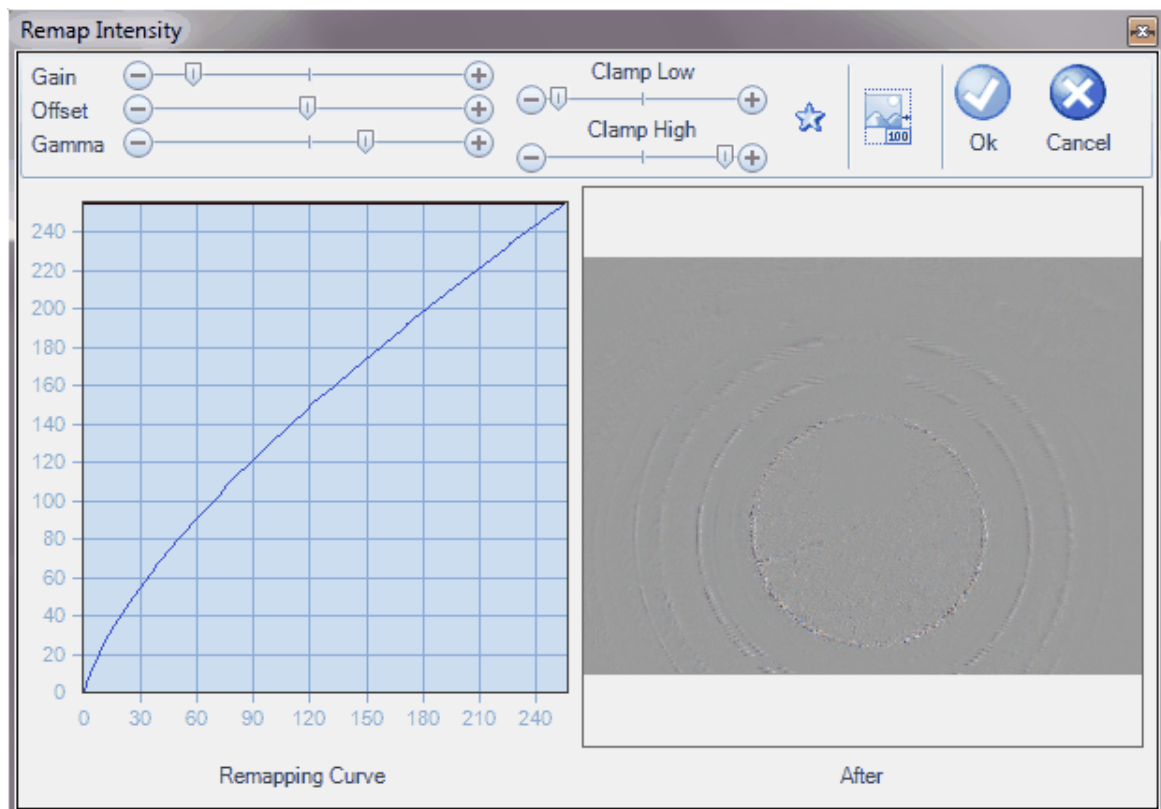 Remap Intensity
Gain
Offset
Gamma
Clamp Low
Clamp High
100
Ok
Cancel
240
220
200
180
160
140
120
100
80
60
40
20
0
0 30 60 90 120 150 180 210 240
Remapping Curve
After